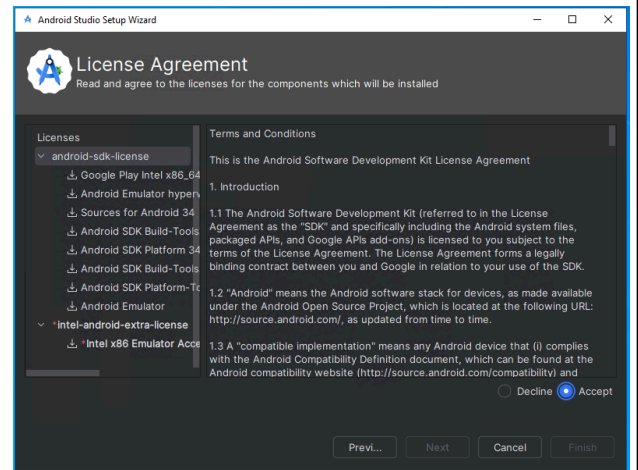 Android Studio Setup Wizard
License Agreement
Read and agree to the licenses for the components which will be installed
Licenses
android-sdk-license
Google Play Intel x86_64
Android Emulator hyperv
Sources for Android 34
Android SDK Build-Tools
Android SDK Platform 34
Android SDK Build-Tools
Android SDK Platform-To
Android Emulator
*intel-android-extra-license
*Intel x86 Emulator Acce
Terms and Conditions
This is the Android Software Development Kit License Agreement
1. Introduction
1.1 The Android Software Development Kit (referred to in the License
Agreement as the "SDK" and specifically including the Android system files,
packaged APIs, and Google APIs add-ons) is licensed to you subject to the
terms of the License Agreement. The License Agreement forms a legally
binding contract between you and Google in relation to your use of the SDK.
1.2 "Android" means the Android software stack for devices, as made available
under the Android Open Source Project, which is located at the following URL:
http://source.android.com/, as updated from time to time.
1.3 A "compatible implementation" means any Android device that (i) complies
with the Android Compatibility Definition document, which can be found at the
Android compatibility website (http://source.android.com/compatibility) and
Decline Accept
Previ... Next Cancel Finish